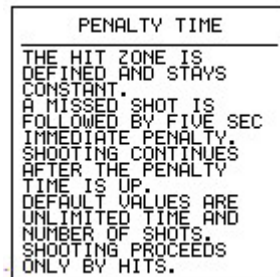 PENALTY TIME
THE HIT ZONE IS
DEFINED AND STAYS
CONSTANT.
A MISSED SHOT IS
FOLLOWED BY FIVE SEC
IMMEDIATE PENALTY.
SHOOTING CONTINUES
AFTER THE PENALTY
TIME IS UP.
DEFAULT VALUES ARE
UNLIMITED TIME AND
NUMBER OF SHOTS.
SHOOTING PROCEEDS
ONLY BY HITS.